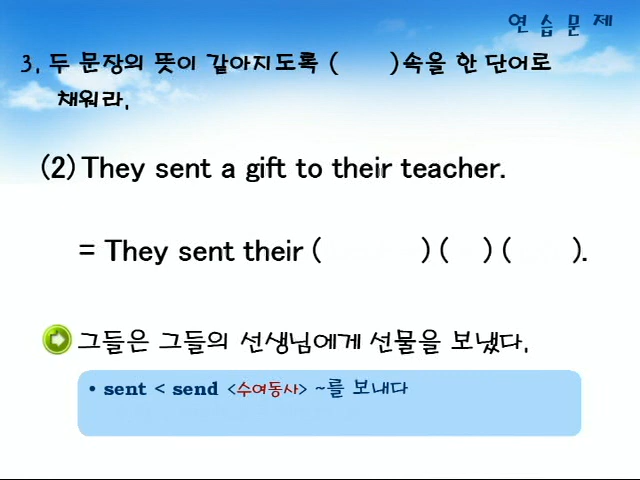 연 습 문 제
3. 두 문장의 뜻이 같아지도록 (    )속을 한 단어로
채워라.
(2) They sent a gift to their teacher.
= They sent their (        ) (    ) (      ).
그들은 그들의 선생님에게 선물을 보냈다.
• sent < send <수여동사> ~를 보내다